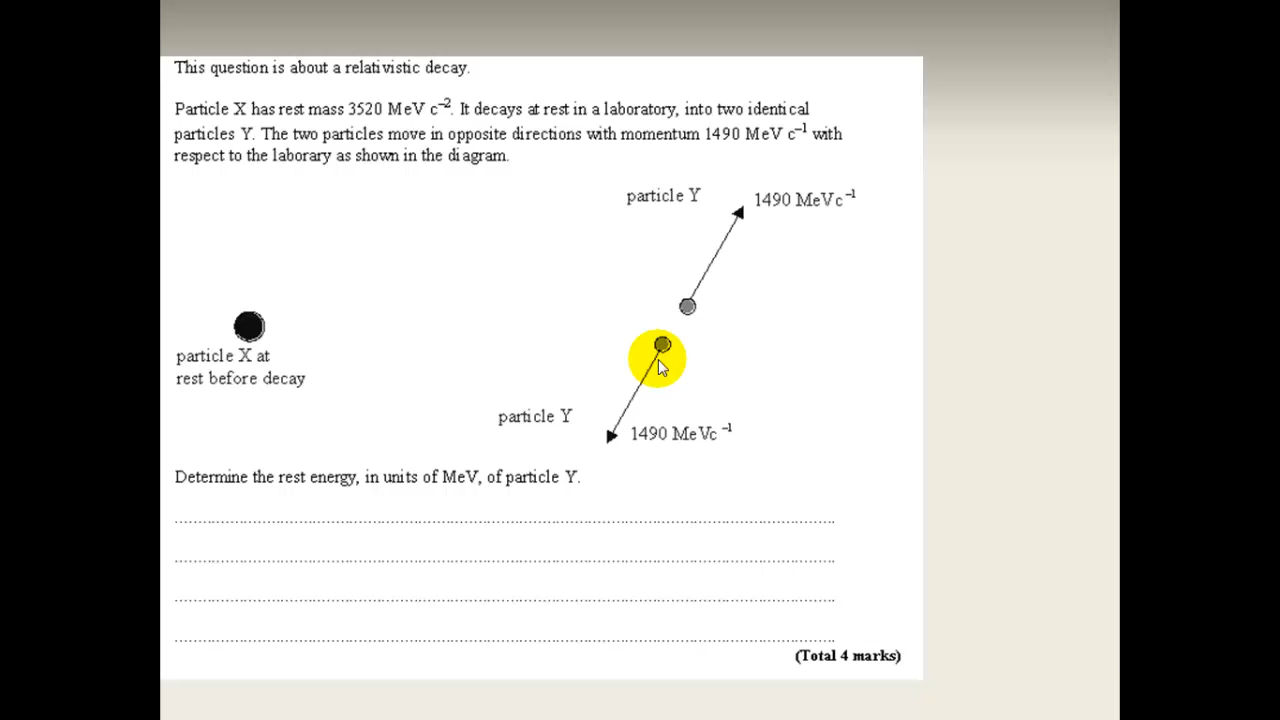 This question is about a relativistic decay.
Particle X has rest mass 3520 MeV c⁻². It decays at rest in a laboratory, into two identical
particles Y. The two particles move in opposite directions with momentum 1490 MeV c⁻¹ with
respect to the laborary as shown in the diagram.
particle Y
1490 MeVc⁻¹
particle X at
rest before decay
particle Y
1490 MeVc⁻¹
Determine the rest energy, in units of MeV, of particle Y.
(Total 4 marks)